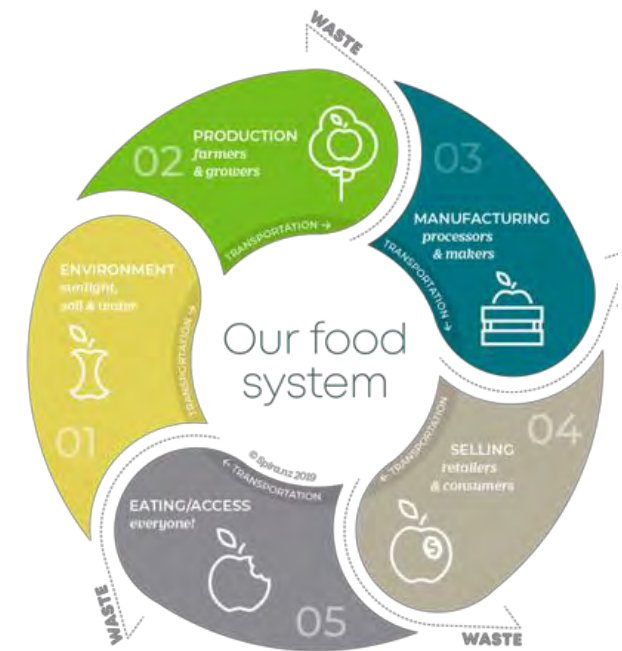 WASTE
02
PRODUCTION
farmers
& growers
TRANSPORTATION →
03
MANUFACTURING
processors
& makers
TRANSPORTATION →
ENVIRONMENT
sunlight,
soil & water
TRANSPORTATION →
01
Our food
system
04
SELLING
retailers
& consumers
TRANSPORTATION →
© Spira.nz 2019
← TRANSPORTATION
EATING/ACCESS
everyone!
05
WASTE
WASTE